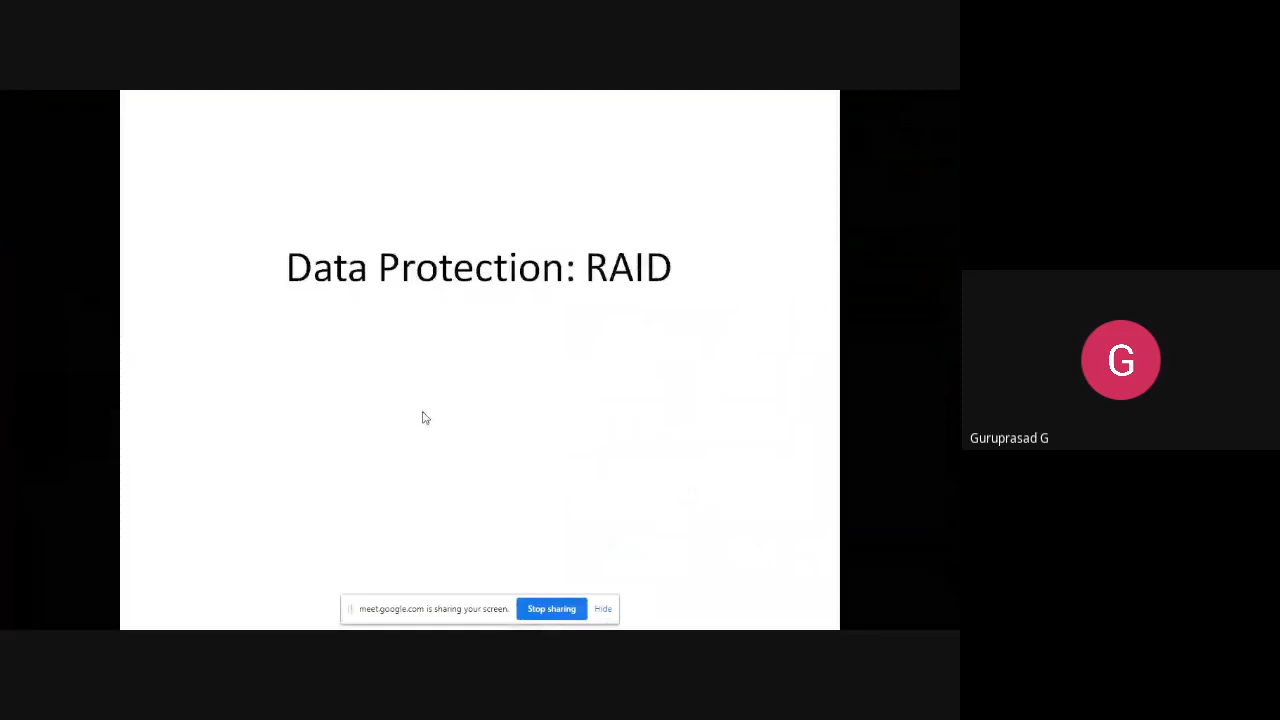 Data Protection: RAID
G
Guruprasad G
meet.google.com is sharing your screen. Stop sharing Hide